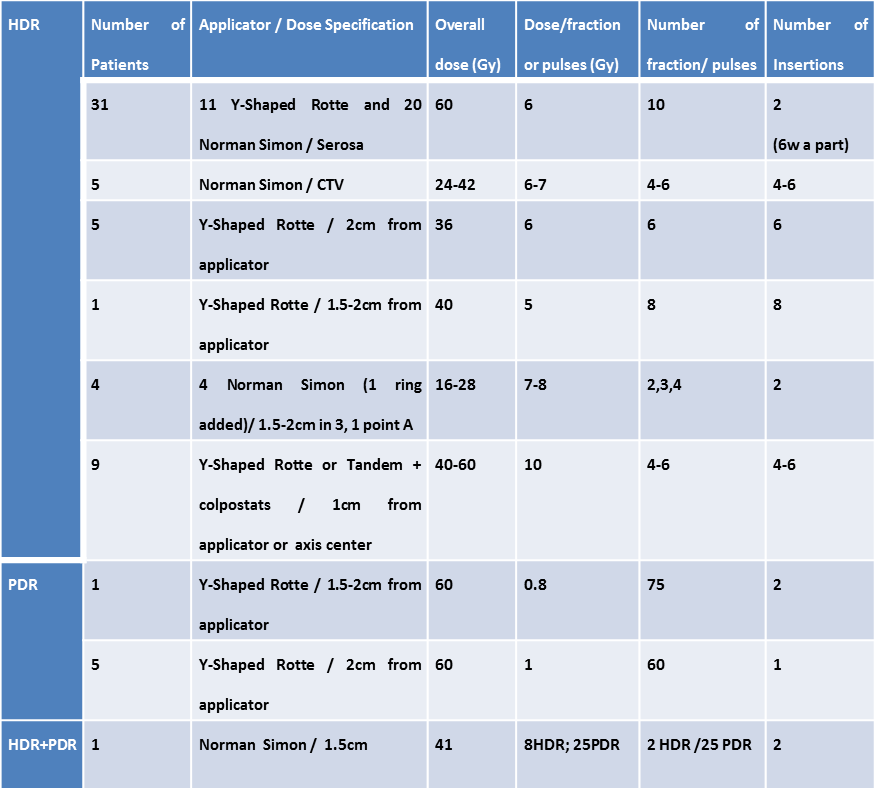 HDR
Number of Patients
Applicator / Dose Specification
Overall dose (Gy)
Dose/fraction or pulses (Gy)
Number of fraction/ pulses
Number of Insertions
31
11 Y-Shaped Rotte and 20
Norman Simon / Serosa
60
6
10
2
(6w a part)
5
Norman Simon / CTV
24-42
6-7
4-6
4-6
5
Y-Shaped Rotte / 2cm from
applicator
36
6
6
6
1
Y-Shaped Rotte / 1.5-2cm from
applicator
40
5
8
8
4
4 Norman Simon (1 ring
added)/ 1.5-2cm in 3, 1 point A
16-28
7-8
2,3,4
2
9
Y-Shaped Rotte or Tandem +
colpostats / 1cm from
applicator or axis center
40-60
10
4-6
4-6
PDR
1
Y-Shaped Rotte / 1.5-2cm from
applicator
60
0.8
75
2
5
Y-Shaped Rotte / 2cm from
applicator
60
1
60
1
HDR+PDR
1
Norman Simon / 1.5cm
41
8HDR; 25PDR
2 HDR /25 PDR
2